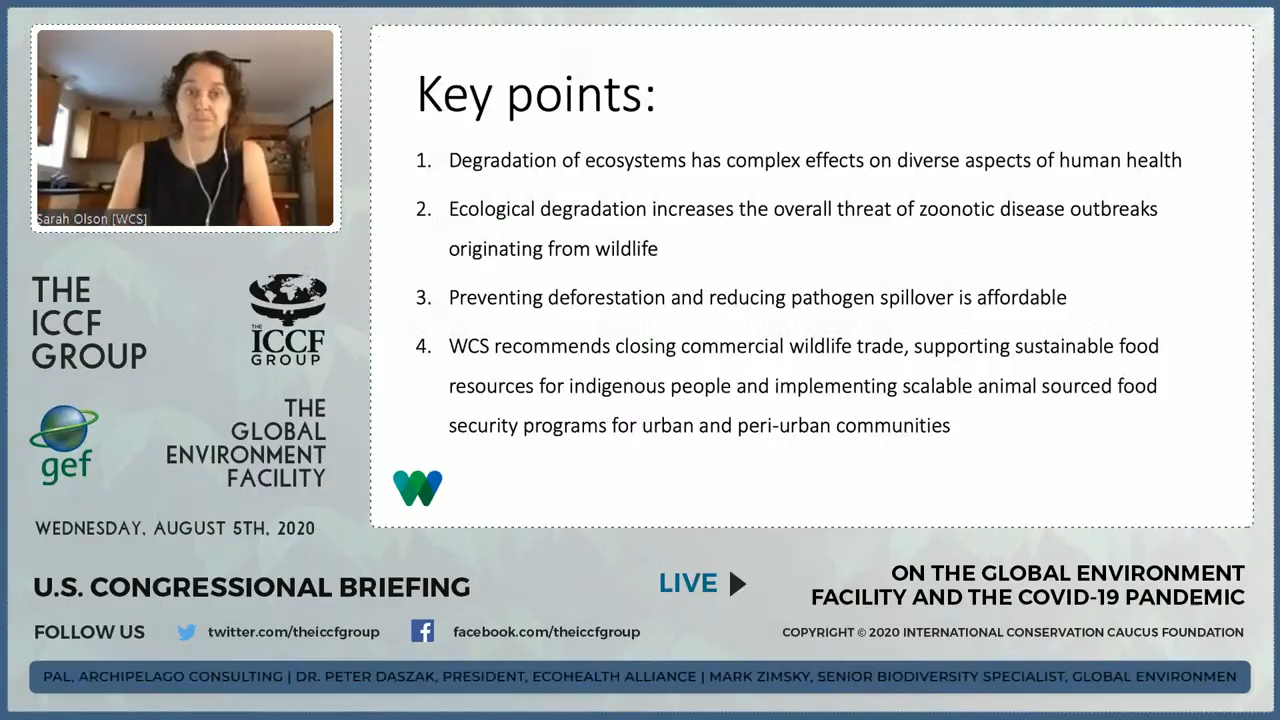 Sarah Olson [WCS]
THE
ICCF
GROUP
THE
ICCF
GROUP
gef
THE
GLOBAL
ENVIRONMENT
FACILITY
WEDNESDAY, AUGUST 5TH, 2020
Key points:
1. Degradation of ecosystems has complex effects on diverse aspects of human health
2. Ecological degradation increases the overall threat of zoonotic disease outbreaks
originating from wildlife
3. Preventing deforestation and reducing pathogen spillover is affordable
4. WCS recommends closing commercial wildlife trade, supporting sustainable food
resources for indigenous people and implementing scalable animal sourced food
security programs for urban and peri-urban communities
U.S. CONGRESSIONAL BRIEFING
LIVE
ON THE GLOBAL ENVIRONMENT
FACILITY AND THE COVID-19 PANDEMIC
FOLLOW US
twitter.com/theiccfgroup
facebook.com/theiccfgroup
COPYRIGHT © 2020 INTERNATIONAL CONSERVATION CAUCUS FOUNDATION
PAL, ARCHIPELAGO CONSULTING | DR. PETER DASZAK, PRESIDENT, ECOHEALTH ALLIANCE | MARK ZIMSKY, SENIOR BIODIVERSITY SPECIALIST, GLOBAL ENVIRONMEN